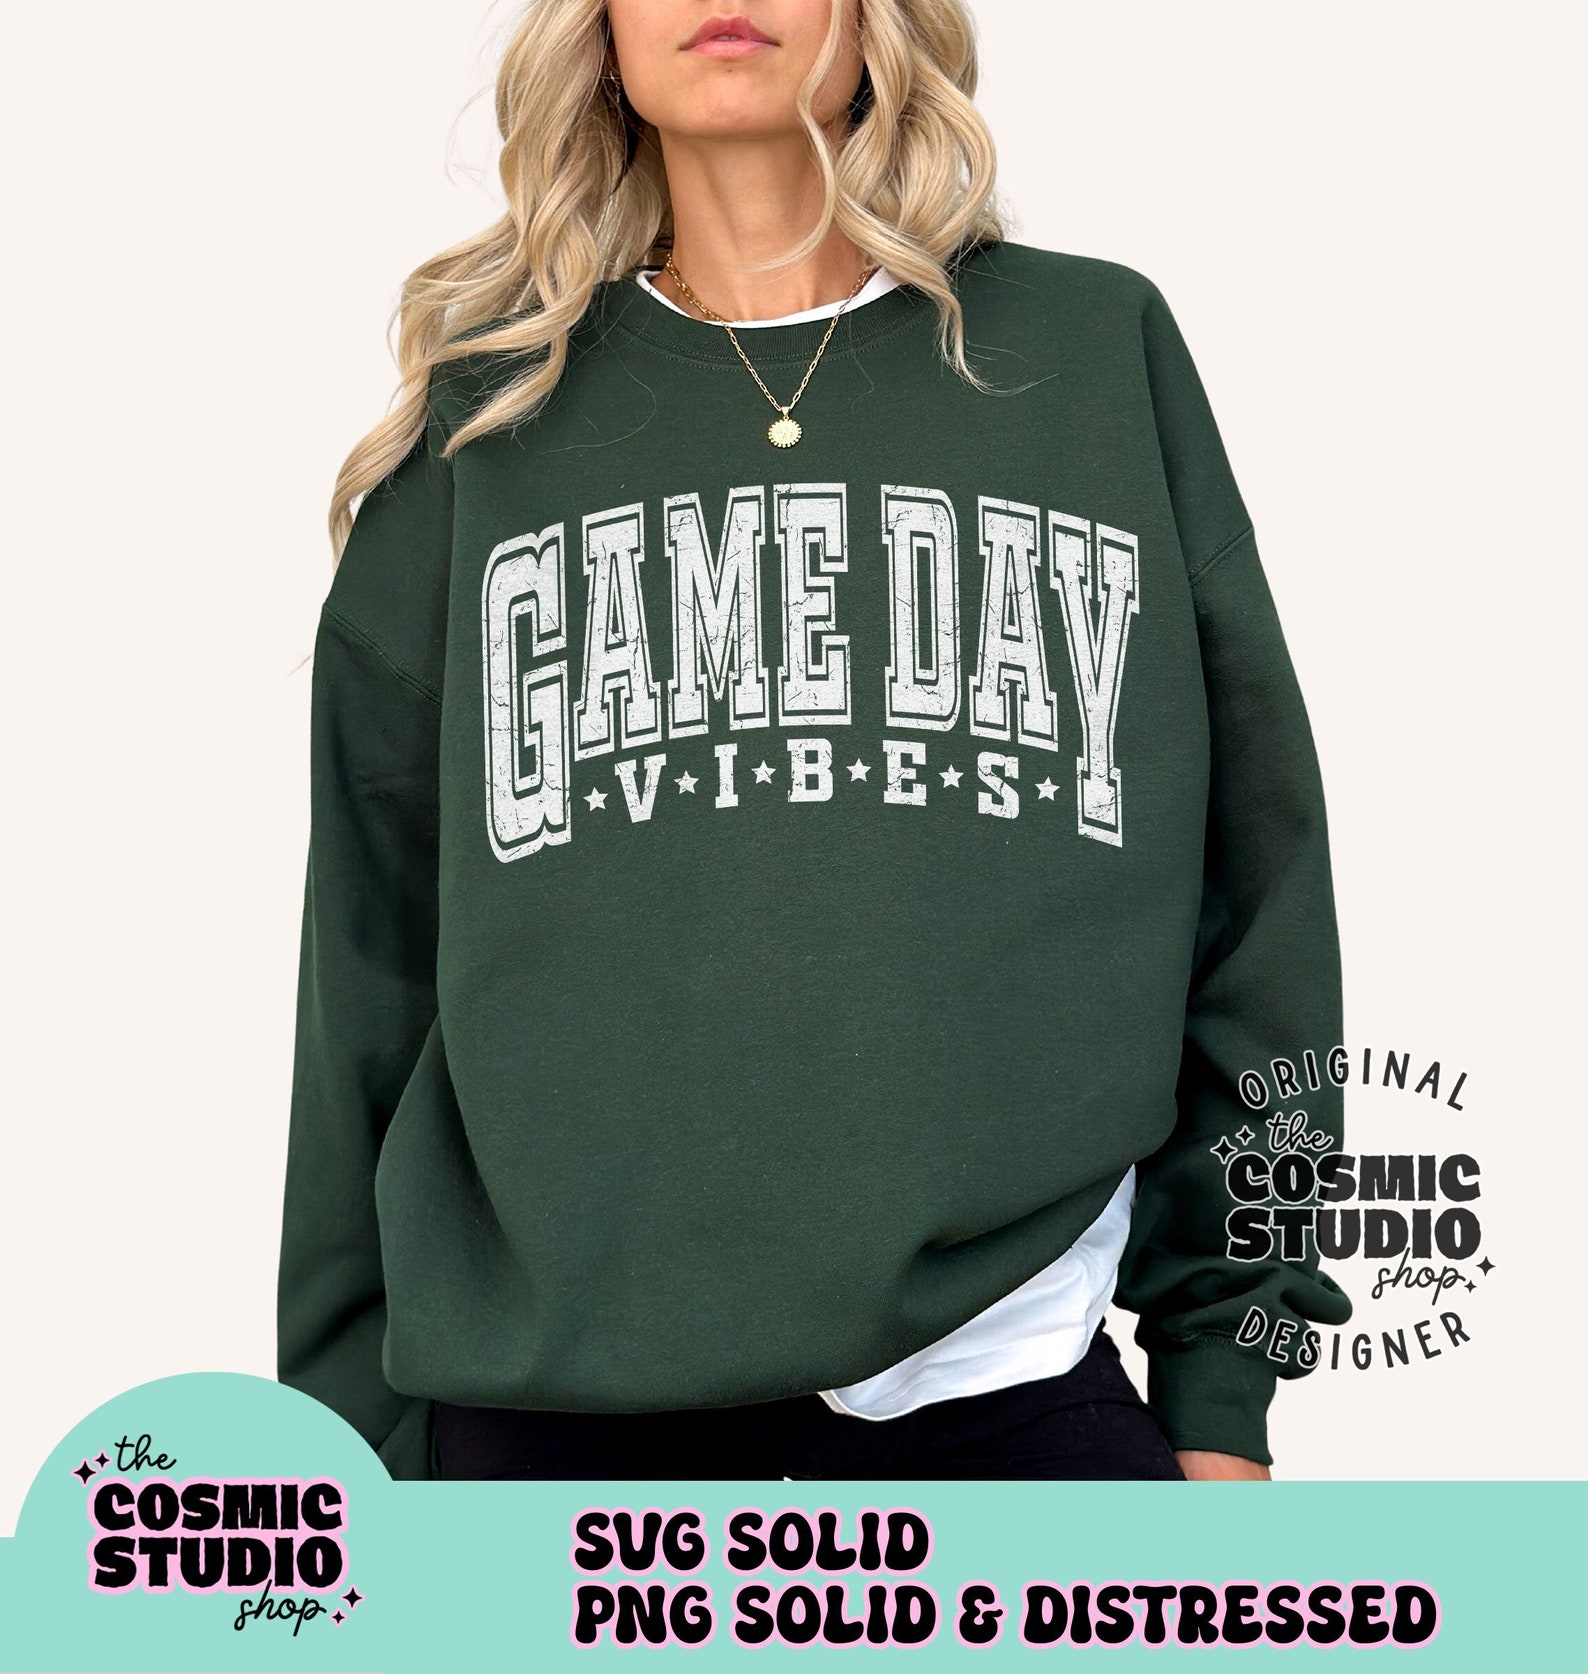 GAME DAY
VIBES
ORIGINAL
the
COSMIC
STUDIO
shop
DESIGNER
the
COSMIC
STUDIO
shop
SVG SOLID
PNG SOLID & DISTRESSED